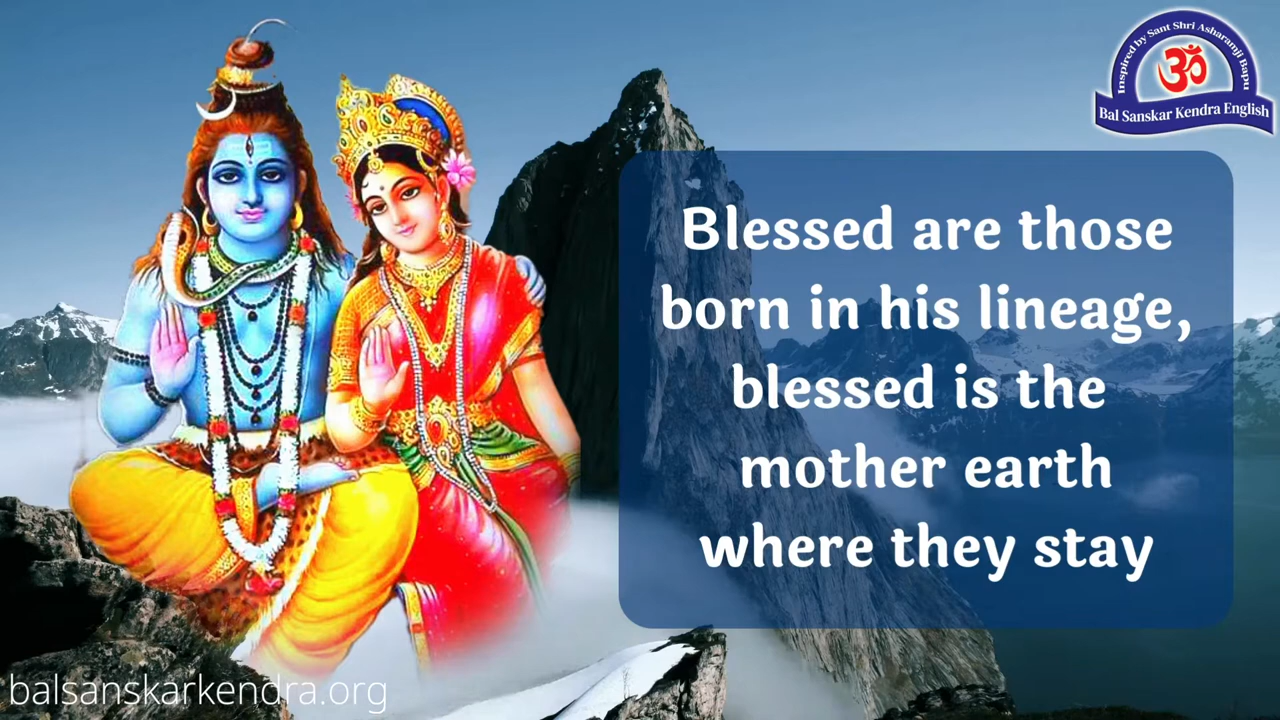 Inspired by Sant Shri Asharamji Bapu
ॐ
Bal Sanskar Kendra English
Blessed are those
born in his lineage,
blessed is the
mother earth
where they stay
balsanskarkendra.org